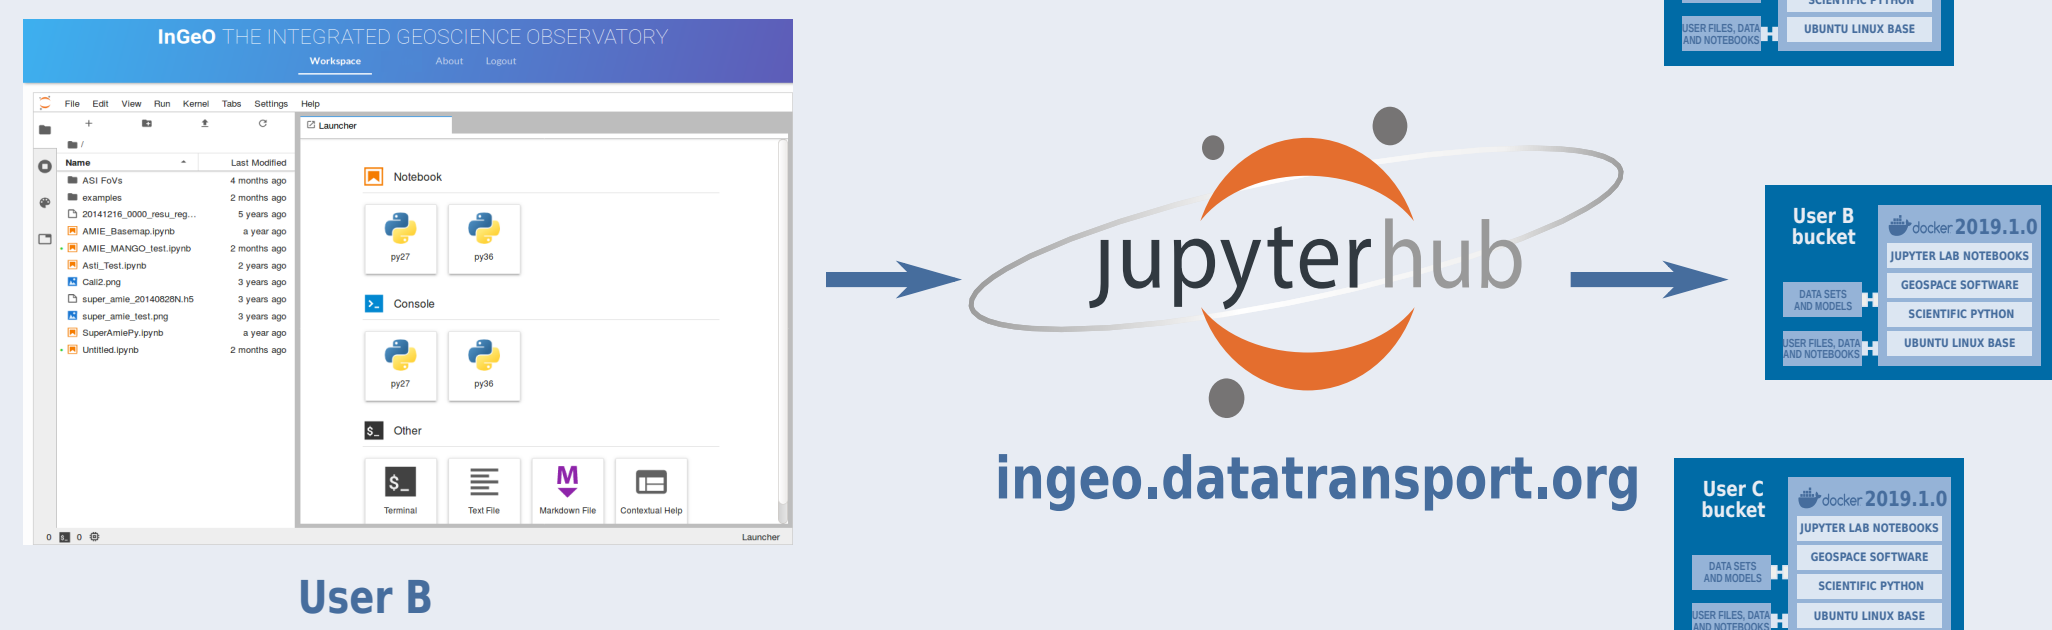 InGeO THE INTEGRATED GEOSCIENCE OBSERVATORY
Workspace About Logout
File Edit View Run Kernel Tabs Settings Help
/
Name Last Modified
ASI FoVs 4 months ago
examples 2 months ago
20141216_0000_resu_reg... 5 years ago
AMIE_Basemap.ipynb a year ago
AMIE_MANGO_test.ipynb 2 months ago
Asti_Test.ipynb 2 years ago
Call2.png 3 years ago
super_amie_20140828N.h5 3 years ago
super_amie_test.png 3 years ago
SuperAmiePy.ipynb a year ago
Untitled.ipynb 2 months ago
Launcher
Notebook
py27 py36
Console
py27 py36
$_ Other
$_ M
Terminal Text File Markdown File Contextual Help
0 $_ 0 Launcher
User B
jupyterhub
ingeo.datatransport.org
SCIENTIFIC PYTHON
USER FILES, DATA
AND NOTEBOOKS
UBUNTU LINUX BASE
User B
bucket
docker 2019.1.0
JUPYTER LAB NOTEBOOKS
GEOSPACE SOFTWARE
DATA SETS
AND MODELS
SCIENTIFIC PYTHON
USER FILES, DATA
AND NOTEBOOKS
UBUNTU LINUX BASE
User C
bucket
docker 2019.1.0
JUPYTER LAB NOTEBOOKS
GEOSPACE SOFTWARE
DATA SETS
AND MODELS
SCIENTIFIC PYTHON
USER FILES, DATA
AND NOTEBOOKS
UBUNTU LINUX BASE